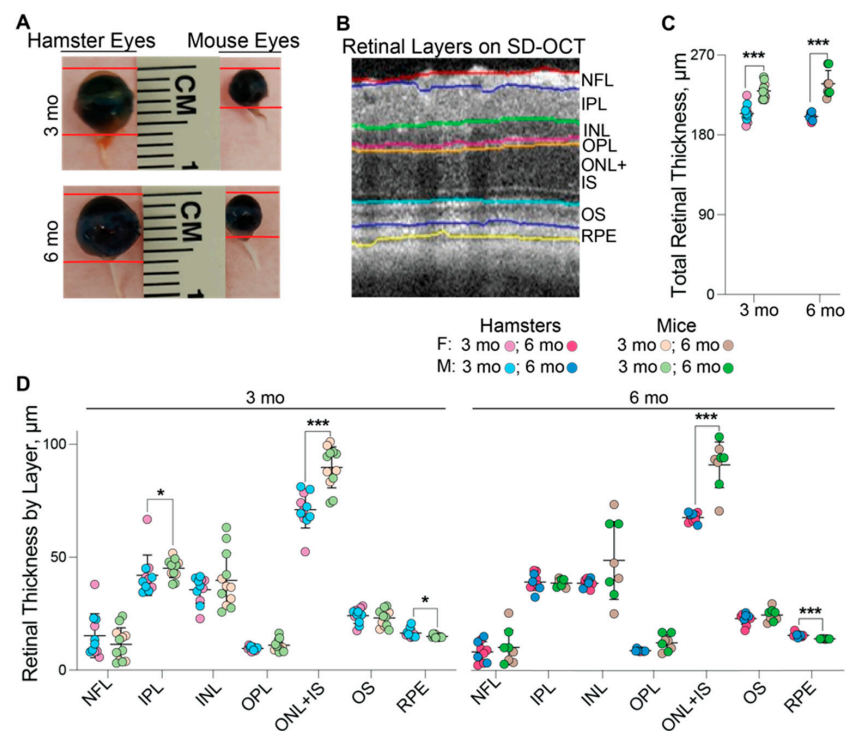 A
Hamster Eyes
Mouse Eyes
3 mo
CM
1
6 mo
CM
1
B
Retinal Layers on SD-OCT
NFL
IPL
INL
OPL
ONL+
IS
OS
RPE
C
Total Retinal Thickness, μm
270
180
90
0
***
***
3 mo
6 mo
Hamsters
Mice
F: 3 mo ; 6 mo
3 mo ; 6 mo
M: 3 mo ; 6 mo
3 mo ; 6 mo
D
3 mo
6 mo
Retinal Thickness by Layer, μm
100
50
0
*
***
*
***
***
NFL
IPL
INL
OPL
ONL+IS
OS
RPE
NFL
IPL
INL
OPL
ONL+IS
OS
RPE